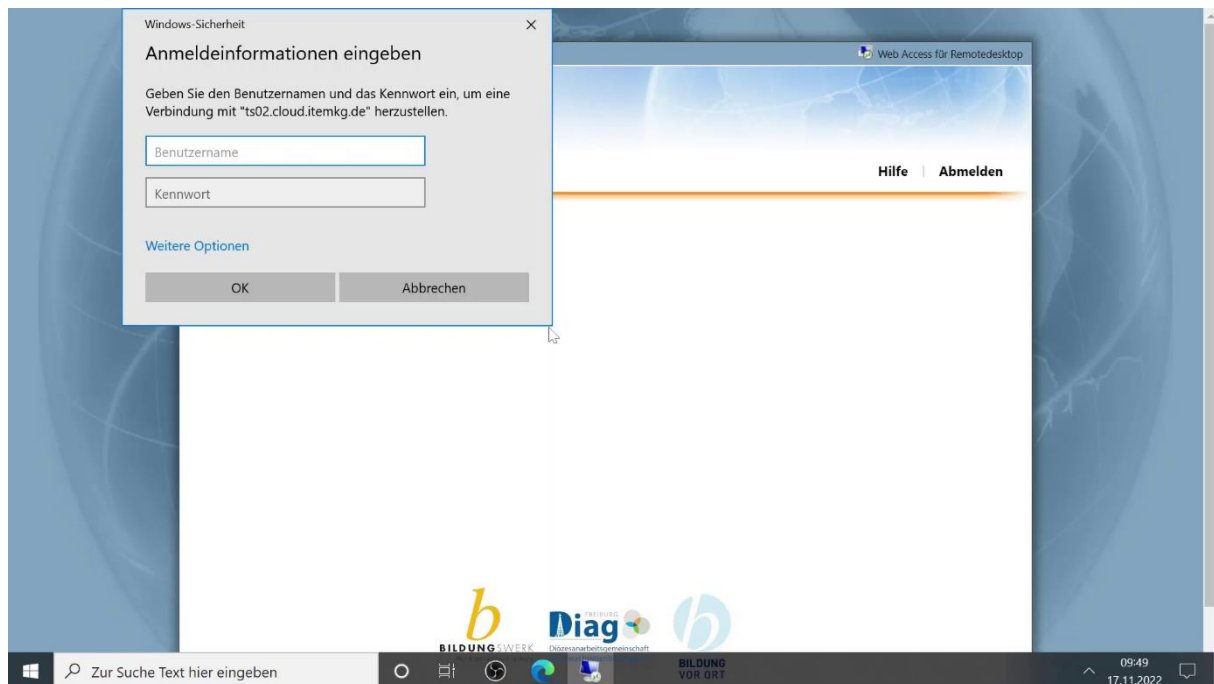 Windows-Sicherheit
Anmeldeinformationen eingeben
Geben Sie den Benutzernamen und das Kennwort ein, um eine
Verbindung mit "ts02.cloud.itemkg.de" herzustellen.
Benutzername
Kennwort
Weitere Optionen
OK Abbrechen
Web Access für Remotedesktop
Hilfe Abmelden
b
BILDUNGSWERK
FREIBURG
Diag
Diözesanarbeitsgemeinschaft
b
BILDUNG
VOR ORT
Zur Suche Text hier eingeben
09:49
17.11.2022